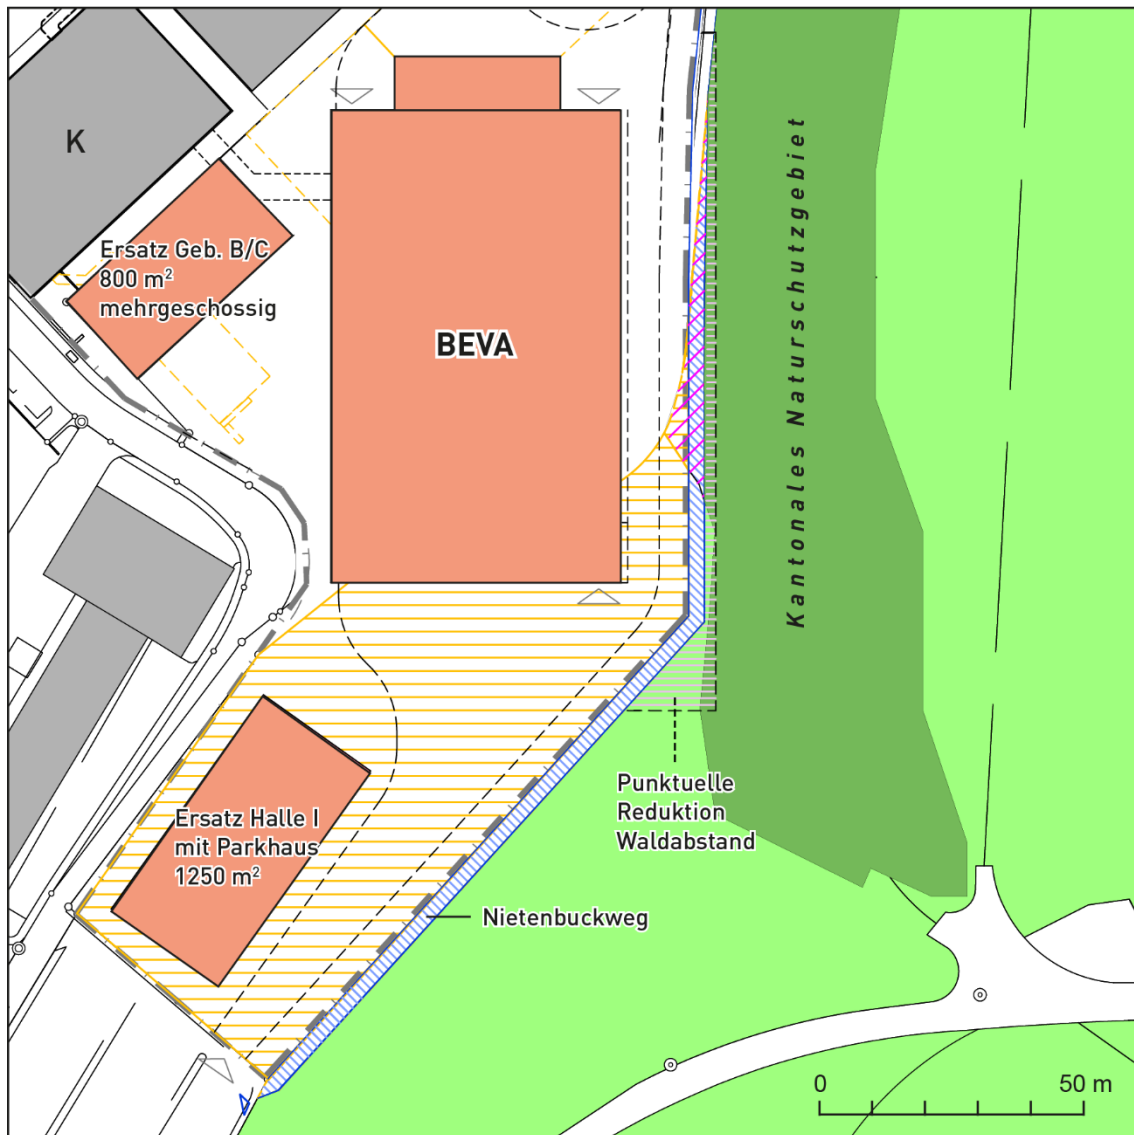 K
Ersatz Geb. B/C
800 m²
mehrgeschossig
BEVA
Kantonales Naturschutzgebiet
Punktuelle
Reduktion
Waldabstand
Ersatz Halle I
mit Parkhaus
1250 m²
Nietenbuckweg
0 50 m